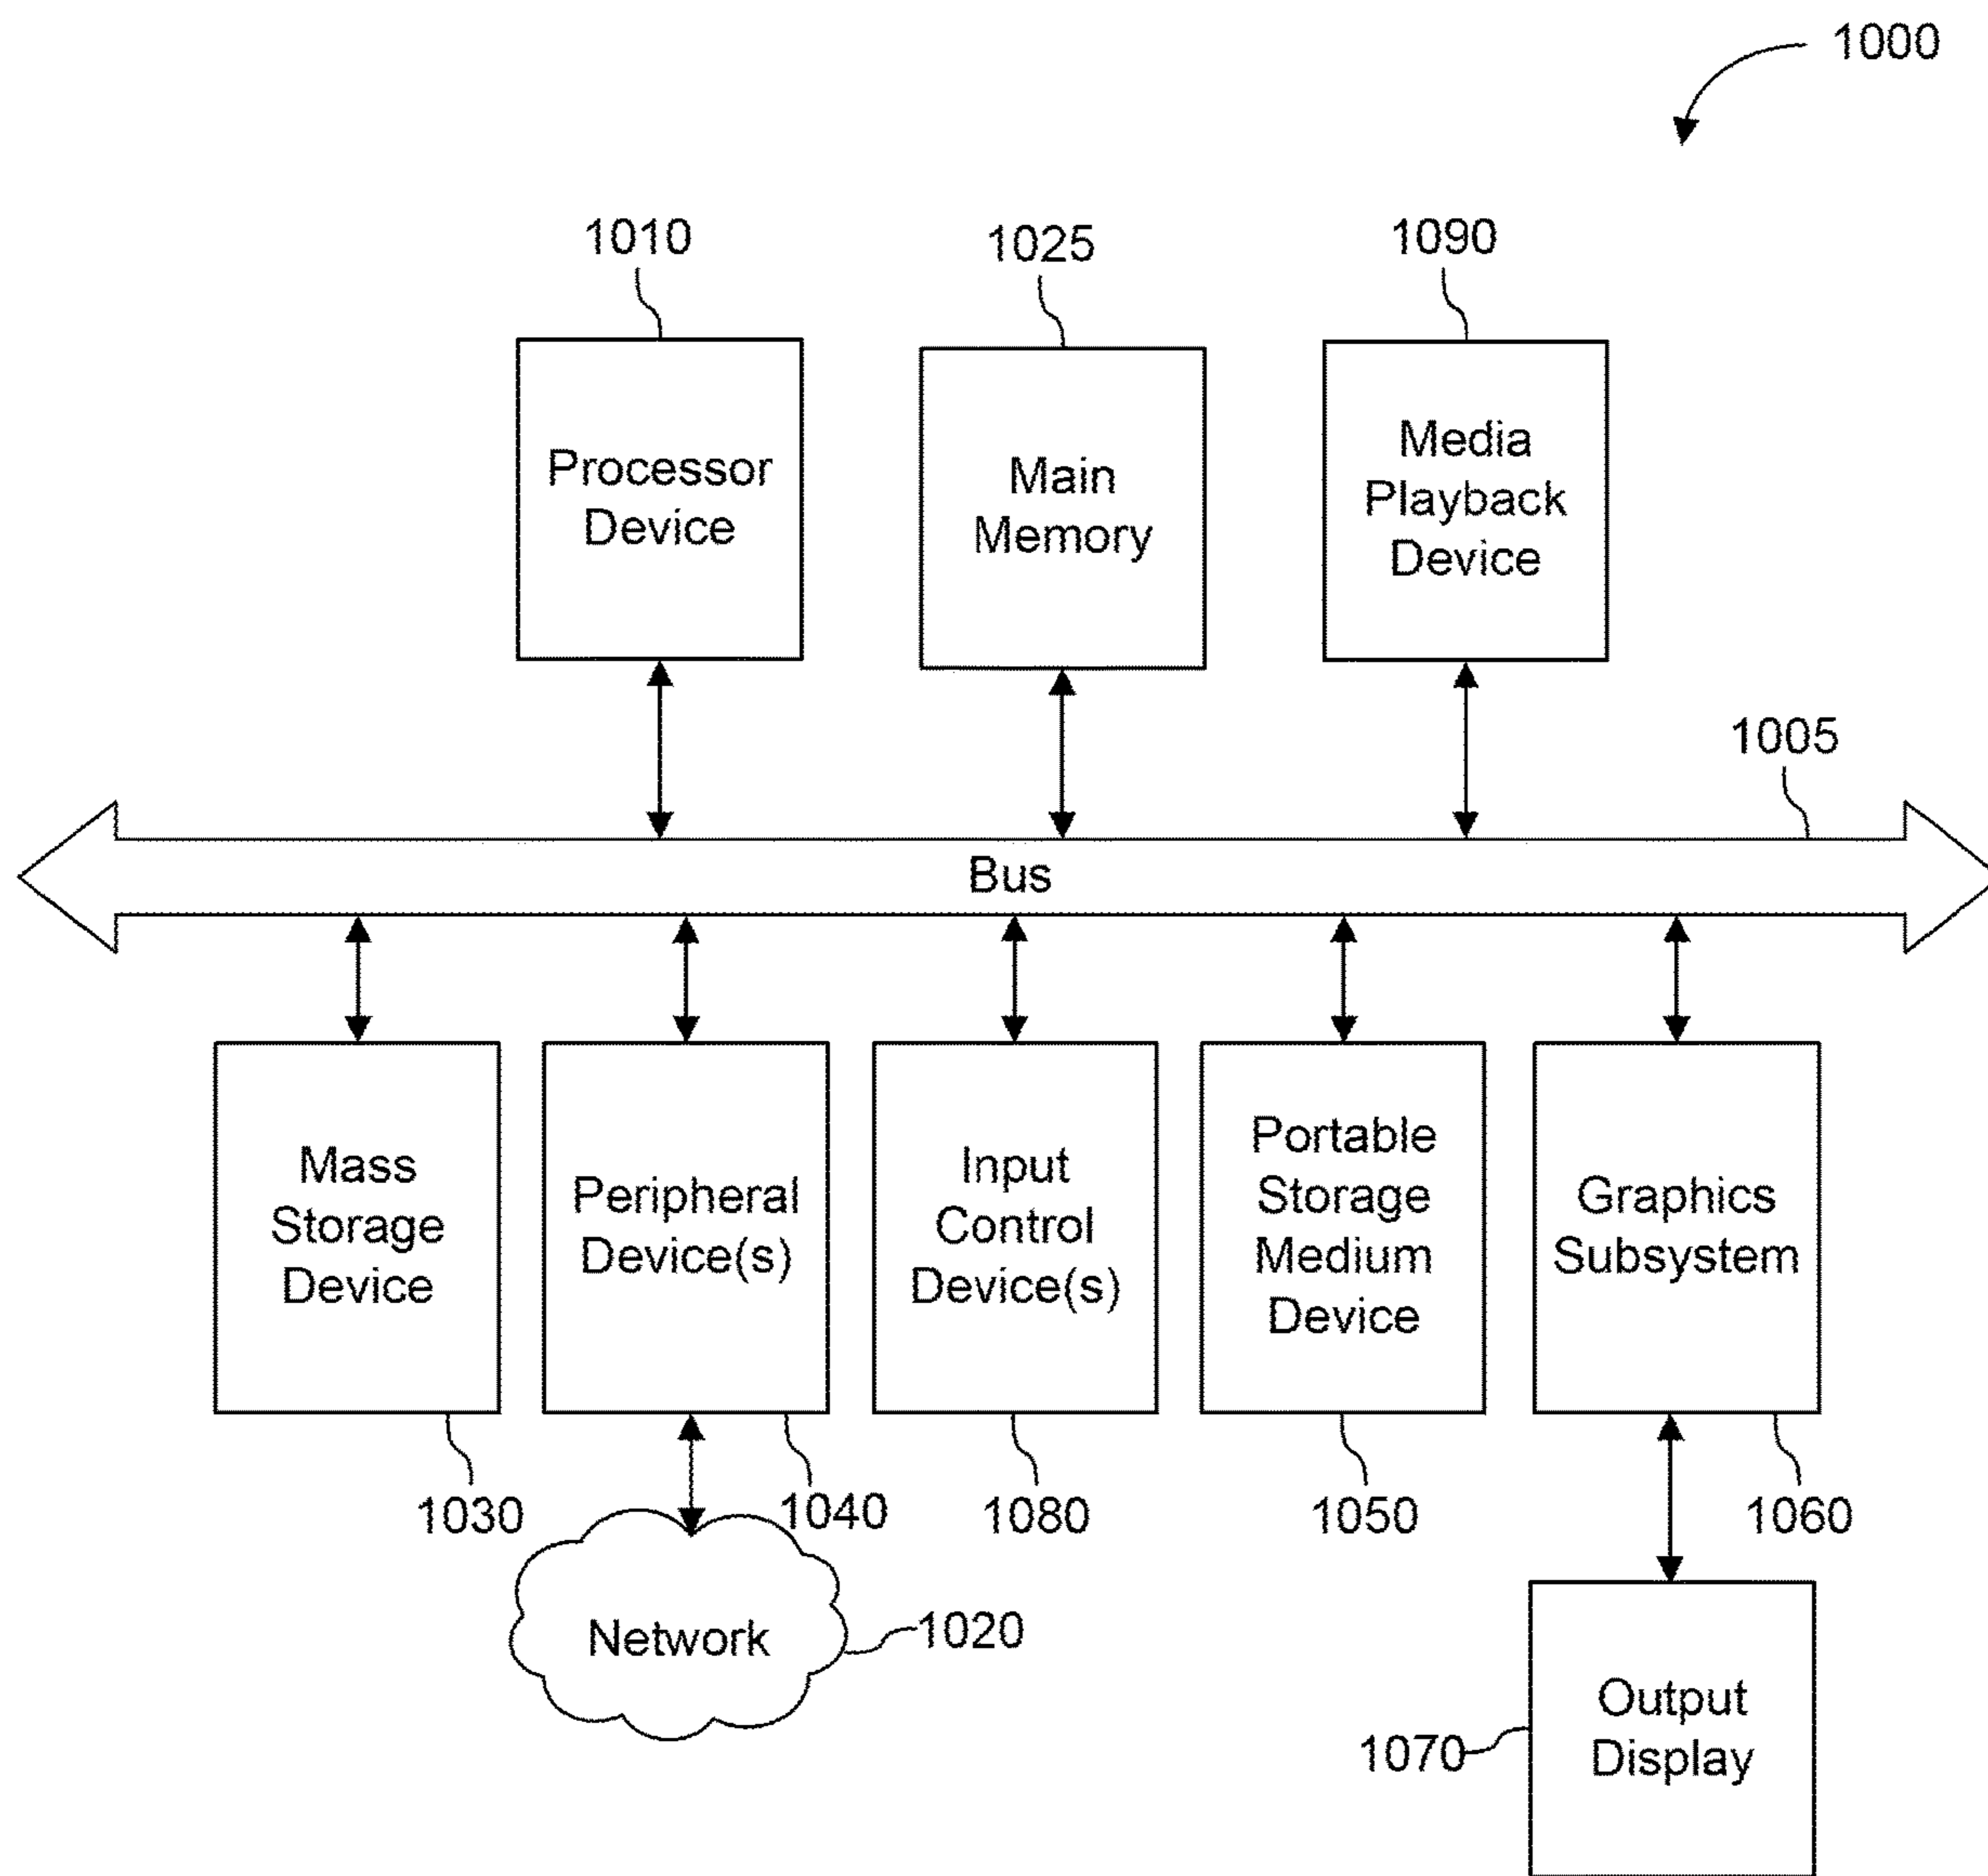 1000
1010
1025
1090
Processor
Device
Main
Memory
Media
Playback
Device
1005
Bus
Mass
Storage
Device
Peripheral
Device(s)
Input
Control
Device(s)
Portable
Storage
Medium
Device
Graphics
Subsystem
1030
1040
1080
1050
1060
Network
1020
1070
Output
Display